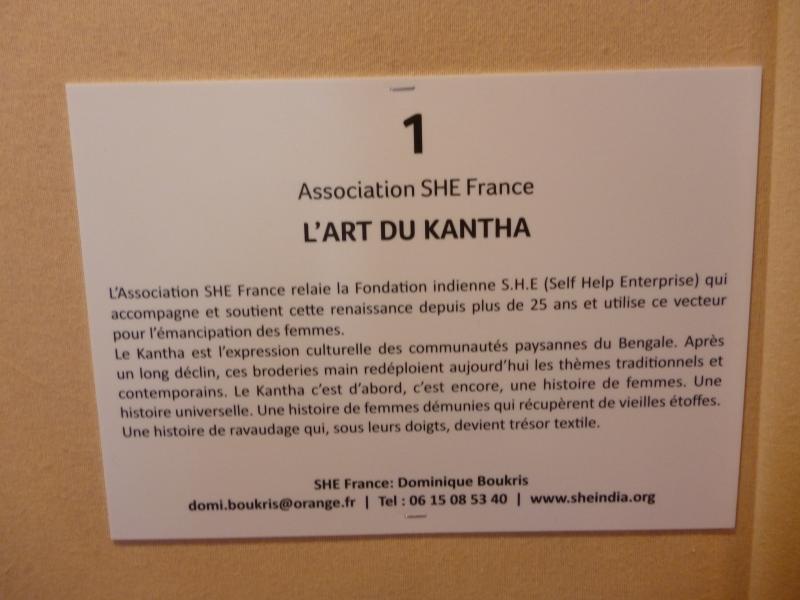 1
Association SHE France
L'ART DU KANTHA
L'Association SHE France relaie la Fondation indienne S.H.E (Self Help Enterprise) qui
accompagne et soutient cette renaissance depuis plus de 25 ans et utilise ce vecteur
pour l'émancipation des femmes.
Le Kantha est l'expression culturelle des communautés paysannes du Bengale. Après
un long déclin, ces broderies main redéploient aujourd'hui les thèmes traditionnels et
contemporains. Le Kantha c'est d'abord, c'est encore, une histoire de femmes. Une
histoire universelle. Une histoire de femmes démunies qui récupèrent de vieilles étoffes.
Une histoire de ravaudage qui, sous leurs doigts, devient trésor textile.
SHE France: Dominique Boukris
domi.boukris@orange.fr | Tel : 06 15 08 53 40 | www.sheindia.org